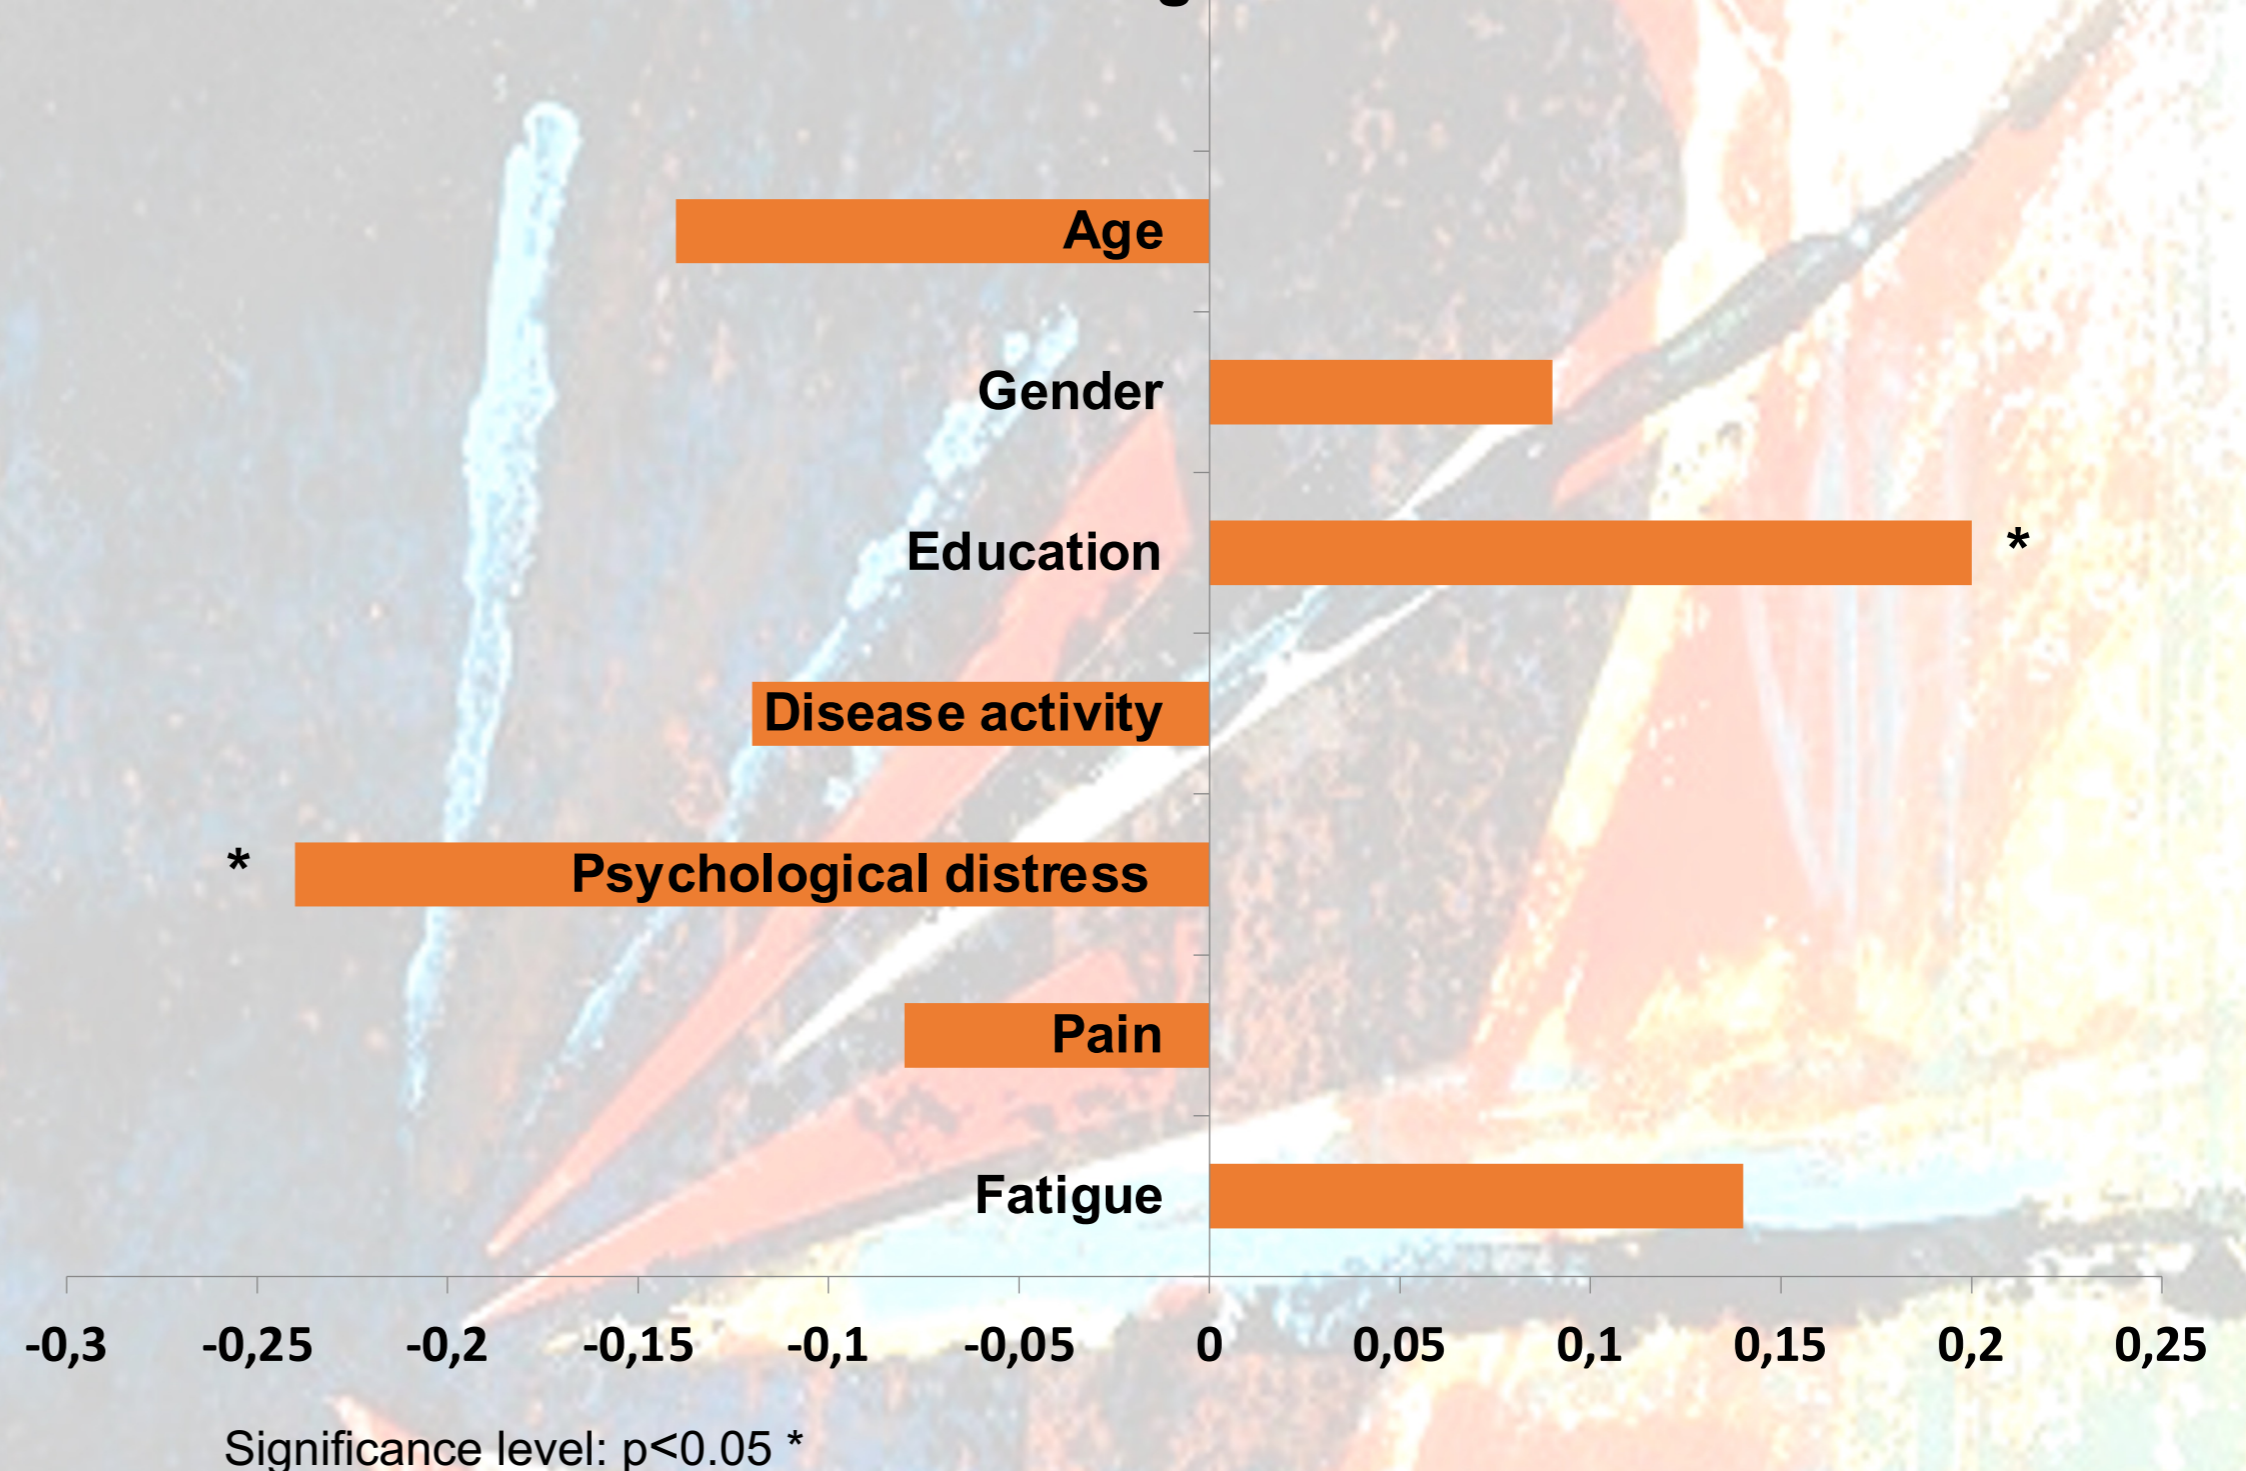 Age
Gender
Education
*
Disease activity
*
Psychological distress
Pain
Fatigue
-0,3 -0,25 -0,2 -0,15 -0,1 -0,05 0 0,05 0,1 0,15 0,2 0,25
Significance level: p<0.05 *